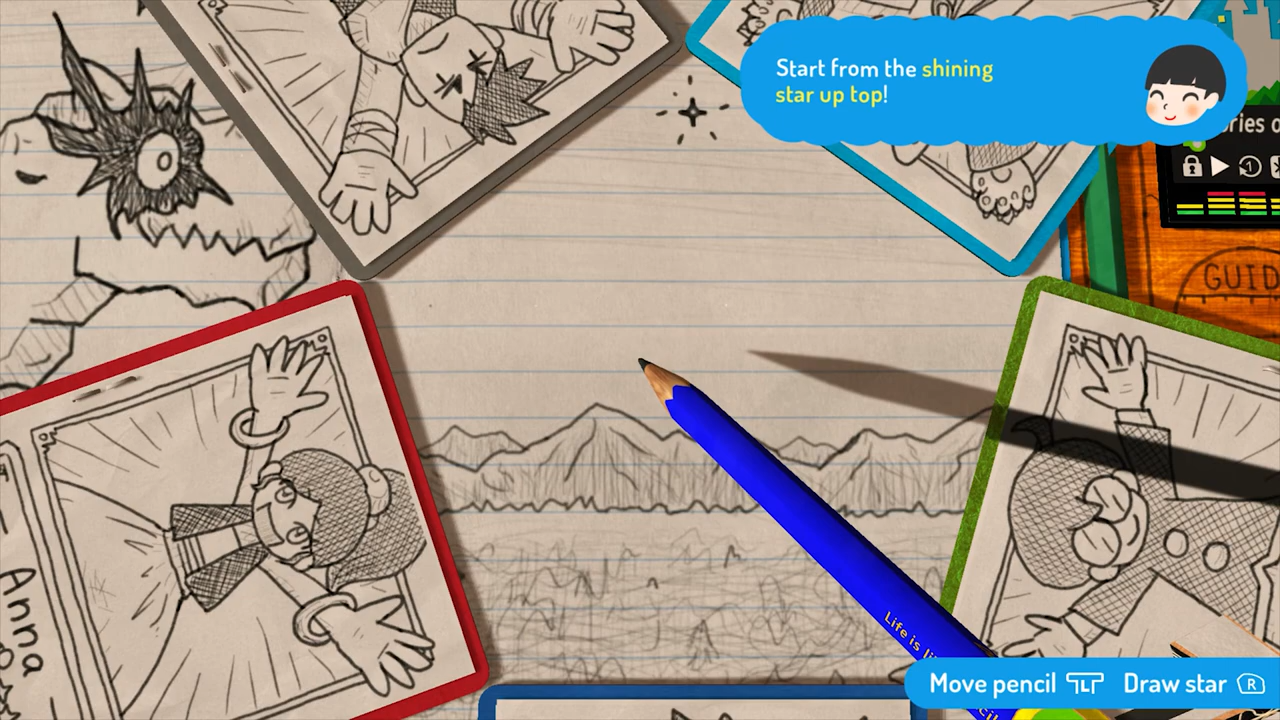 Start from the shining
star up top!
GUID
Anna
Life is li
Move pencil
Draw star R